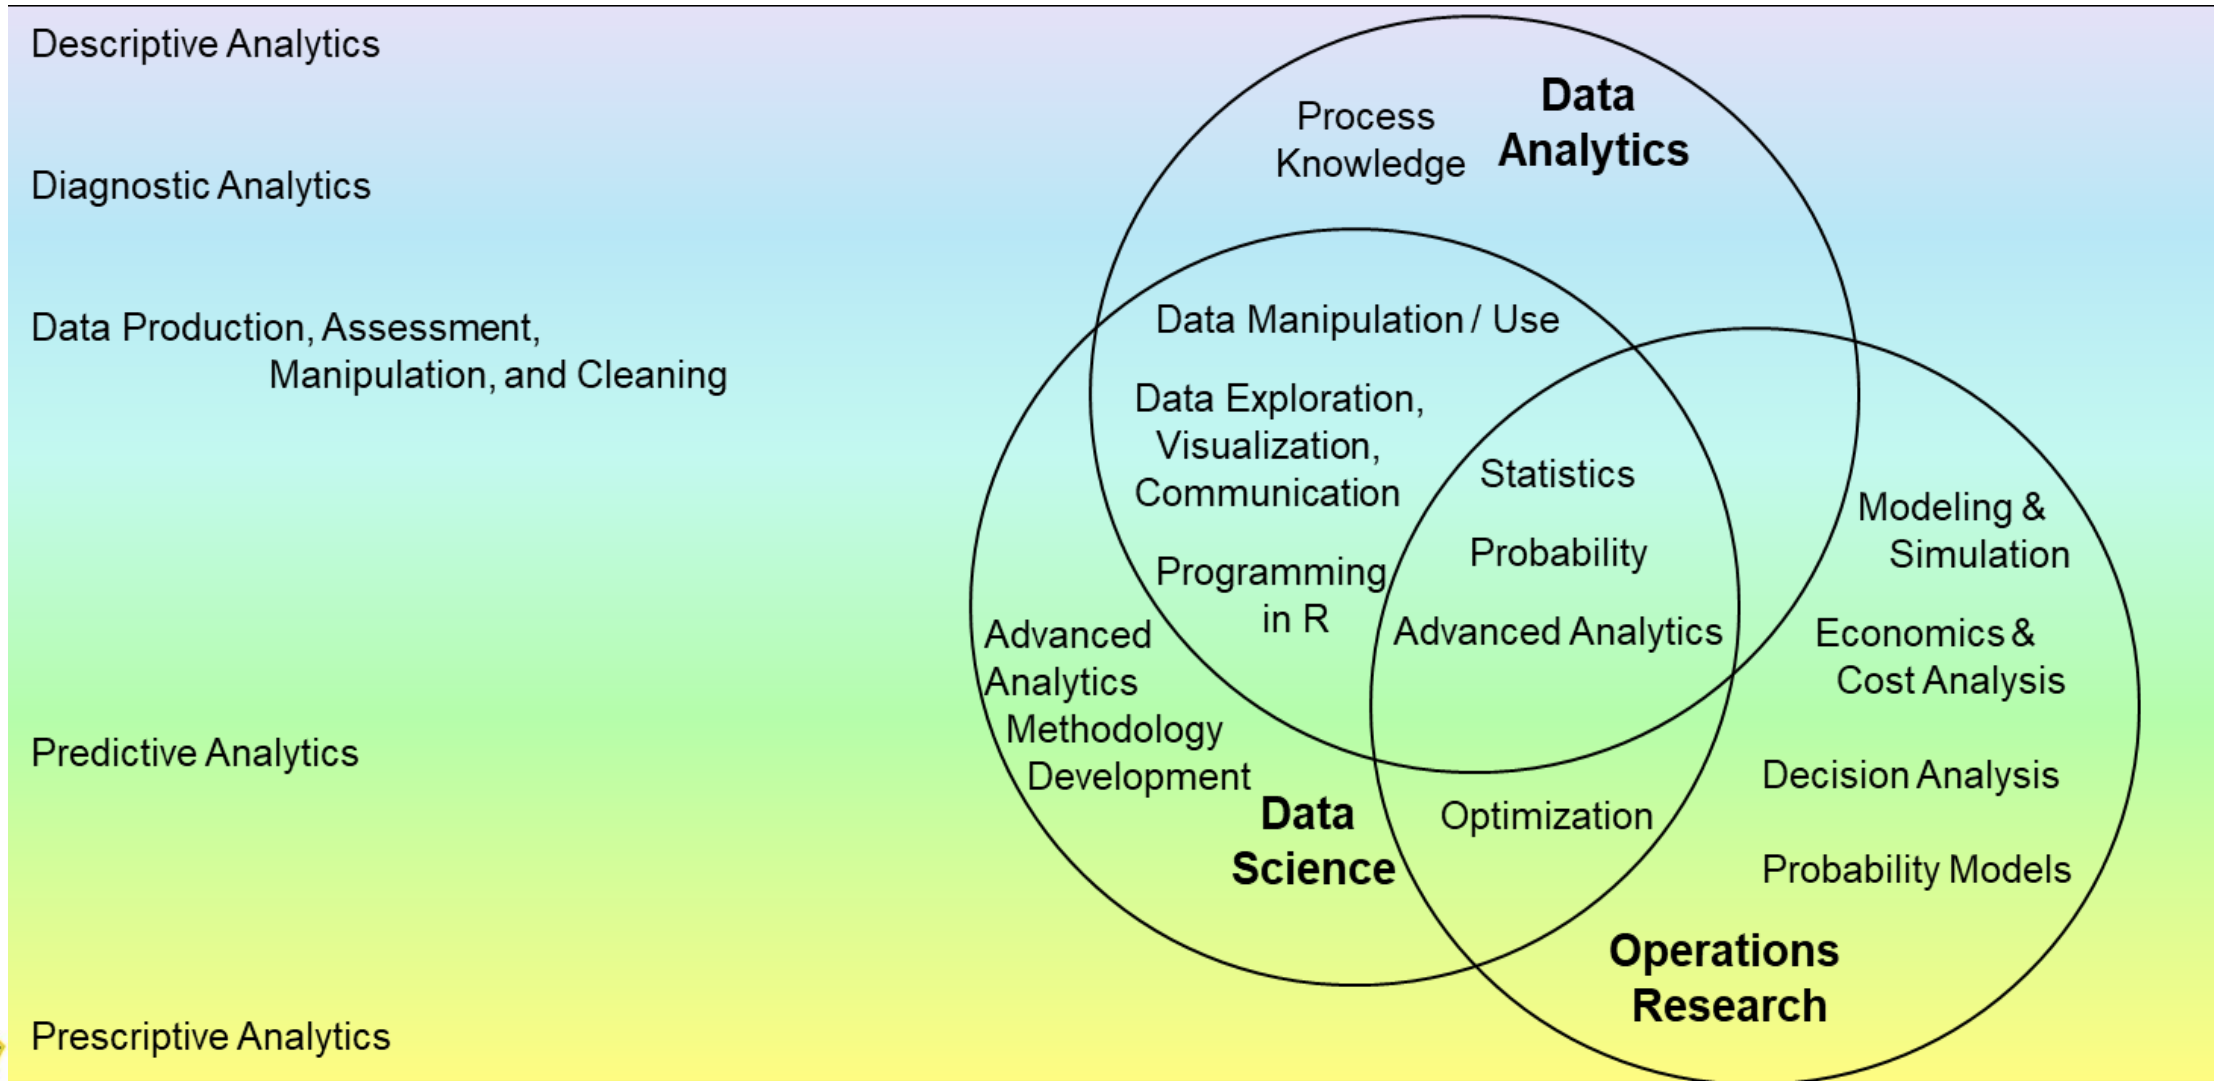 Descriptive Analytics
Diagnostic Analytics
Data Production, Assessment,
Manipulation, and Cleaning
Predictive Analytics
Prescriptive Analytics
Data
Analytics
Process
Knowledge
Data Manipulation / Use
Data Exploration,
Visualization,
Communication
Programming
in R
Statistics
Probability
Advanced Analytics
Modeling &
Simulation
Economics &
Cost Analysis
Decision Analysis
Probability Models
Advanced
Analytics
Methodology
Development
Data
Science
Optimization
Operations
Research